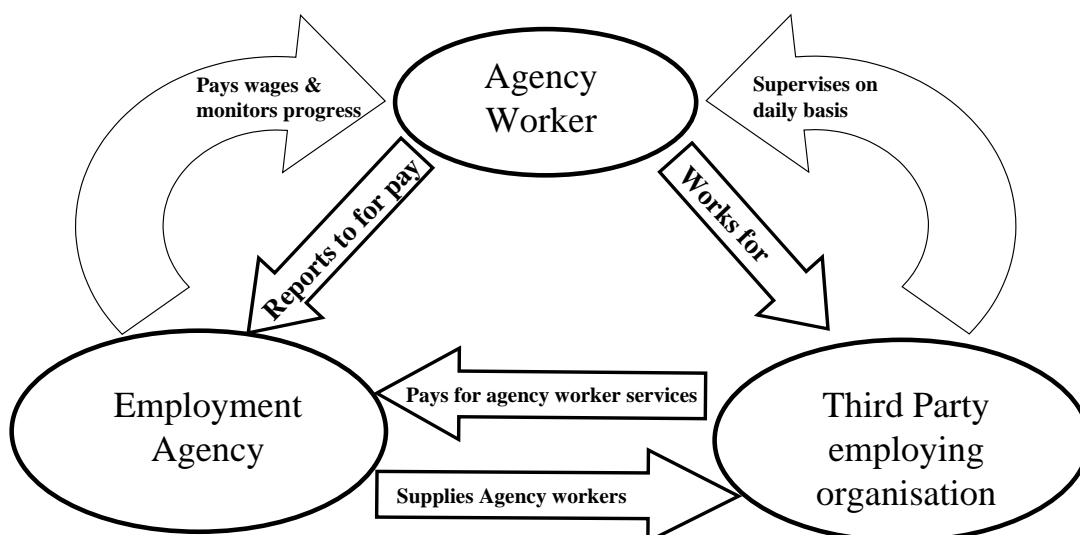 Agency
Worker
Pays wages &
monitors progress
Supervises on
daily basis
Reports to for pay
Works for
Employment
Agency
Pays for agency worker services
Supplies Agency workers
Third Party
employing
organisation